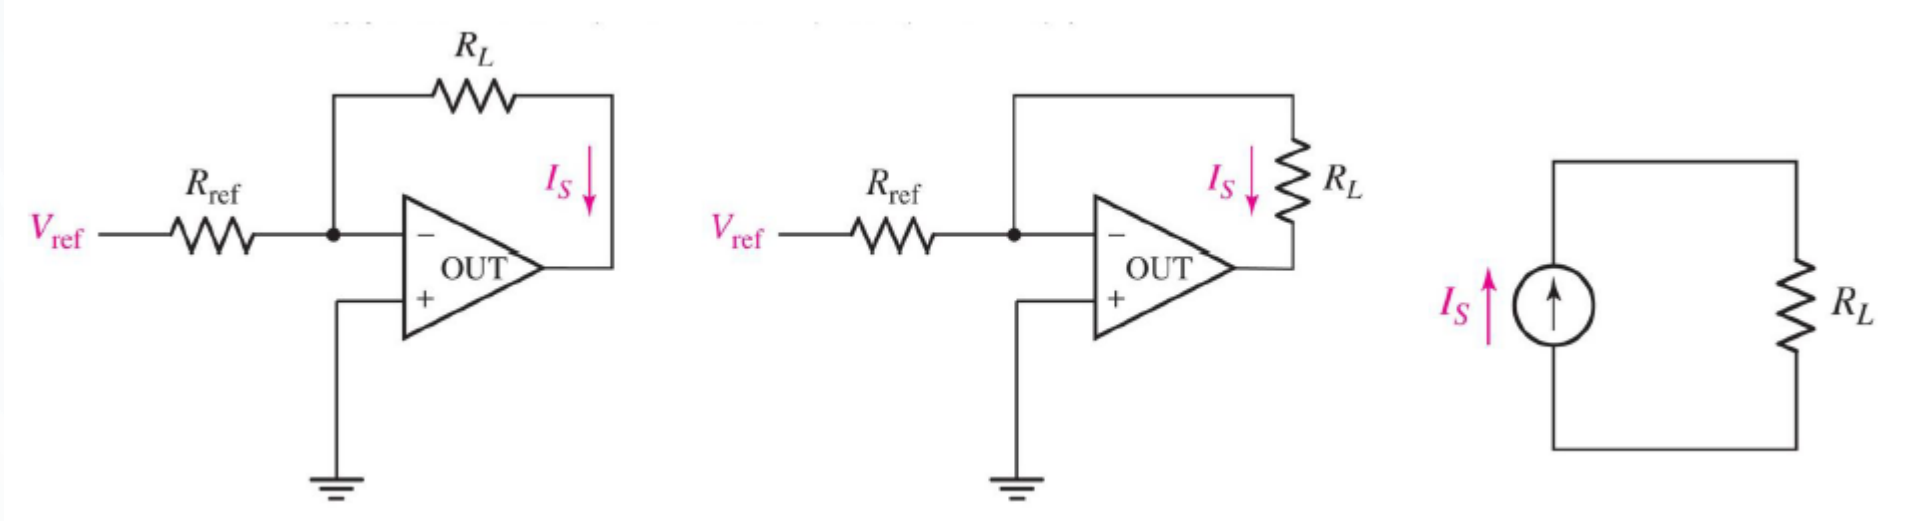 R_L
R_ref
V_ref
I_S
−
OUT
+
R_ref
V_ref
I_S
R_L
−
OUT
+
I_S
R_L